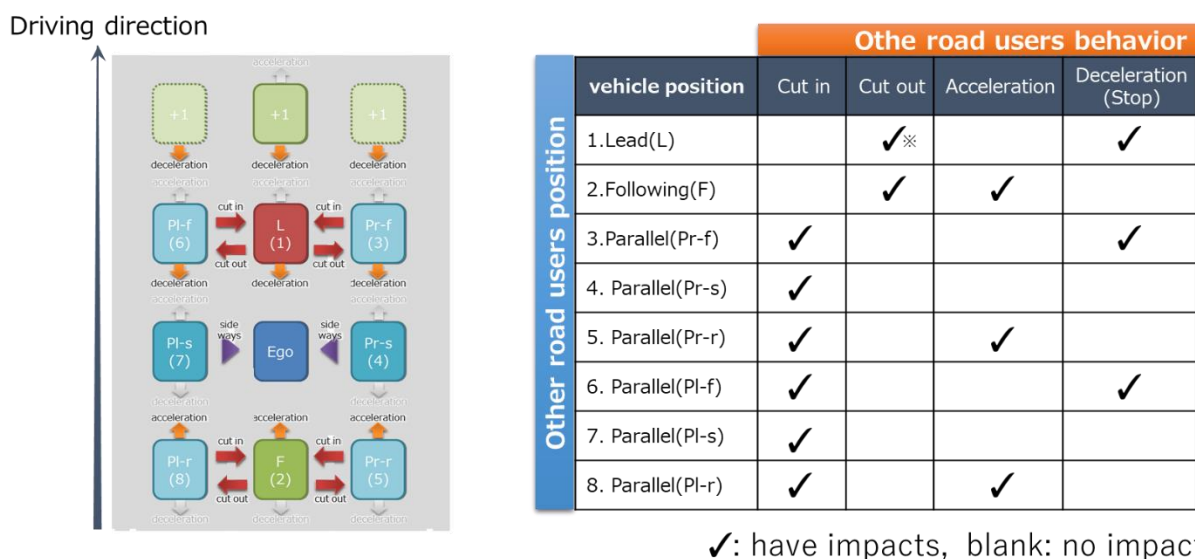 Driving direction
acceleration
+1
+1
+1
deceleration
deceleration
deceleration
acceleration
acceleration
acceleration
Pl-f
(6)
cut in
L
(1)
cut in
Pr-f
(3)
cut out
cut out
deceleration
deceleration
deceleration
acceleration
acceleration
Pl-s
(7)
side
ways
Ego
side
ways
Pr-s
(4)
deceleration
deceleration
acceleration
acceleration
acceleration
Pl-r
(8)
cut in
F
(2)
cut in
Pr-r
(5)
cut out
cut out
deceleration
deceleration
deceleration
Othe road users behavior
Other road users position
vehicle position Cut in Cut out Acceleration Deceleration
(Stop)
1.Lead(L) ✓※ ✓
2.Following(F) ✓ ✓
3.Parallel(Pr-f) ✓ ✓
4. Parallel(Pr-s) ✓
5. Parallel(Pr-r) ✓ ✓
6. Parallel(Pl-f) ✓ ✓
7. Parallel(Pl-s) ✓
8. Parallel(Pl-r) ✓ ✓
✓: have impacts, blank: no impact